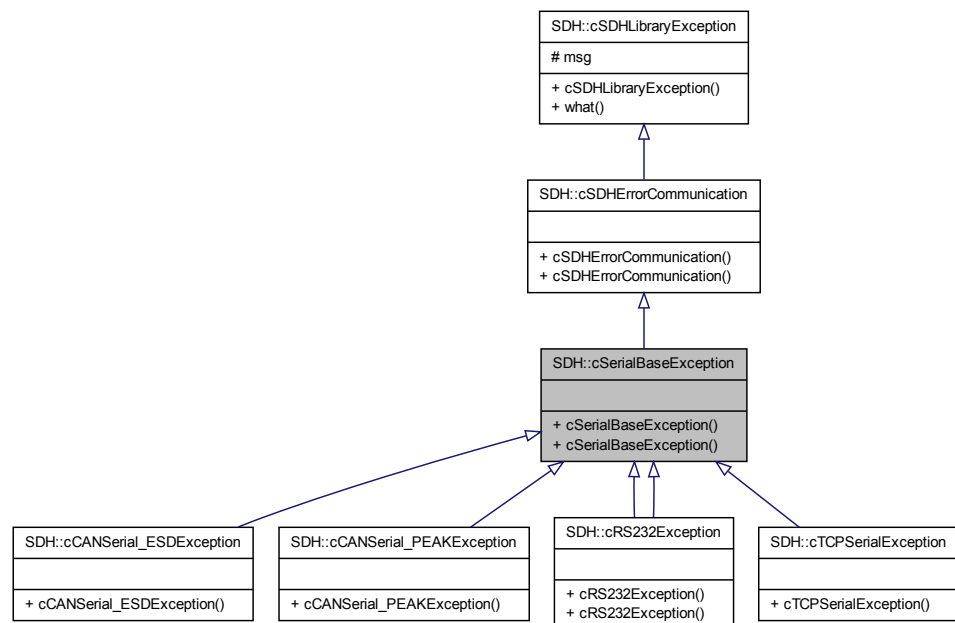 SDH::cSDHLibraryException
# msg
+ cSDHLibraryException()
+ what()
SDH::cSDHErrorCommunication
+ cSDHErrorCommunication()
+ cSDHErrorCommunication()
SDH::cSerialBaseException
+ cSerialBaseException()
+ cSerialBaseException()
SDH::cCANSerial_ESDException
+ cCANSerial_ESDException()
SDH::cCANSerial_PEAKException
+ cCANSerial_PEAKException()
SDH::cRS232Exception
+ cRS232Exception()
+ cRS232Exception()
SDH::cTCPSerialException
+ cTCPSerialException()